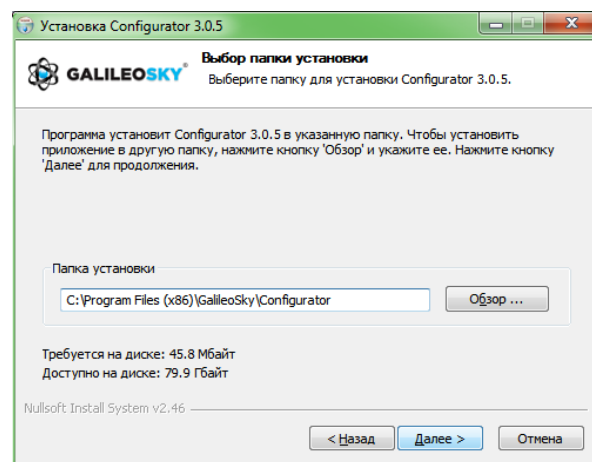 Установка Configurator 3.0.5
GALILEOSKY®
Выбор папки установки
Выберите папку для установки Configurator 3.0.5.
Программа установит Configurator 3.0.5 в указанную папку. Чтобы установить
приложение в другую папку, нажмите кнопку 'Обзор' и укажите ее. Нажмите кнопку
'Далее' для продолжения.
Папка установки
C:\Program Files (x86)\GalileoSky\Configurator
Обзор ...
Требуется на диске: 45.8 Мбайт
Доступно на диске: 79.9 Гбайт
Nullsoft Install System v2.46
< Назад
Далее >
Отмена